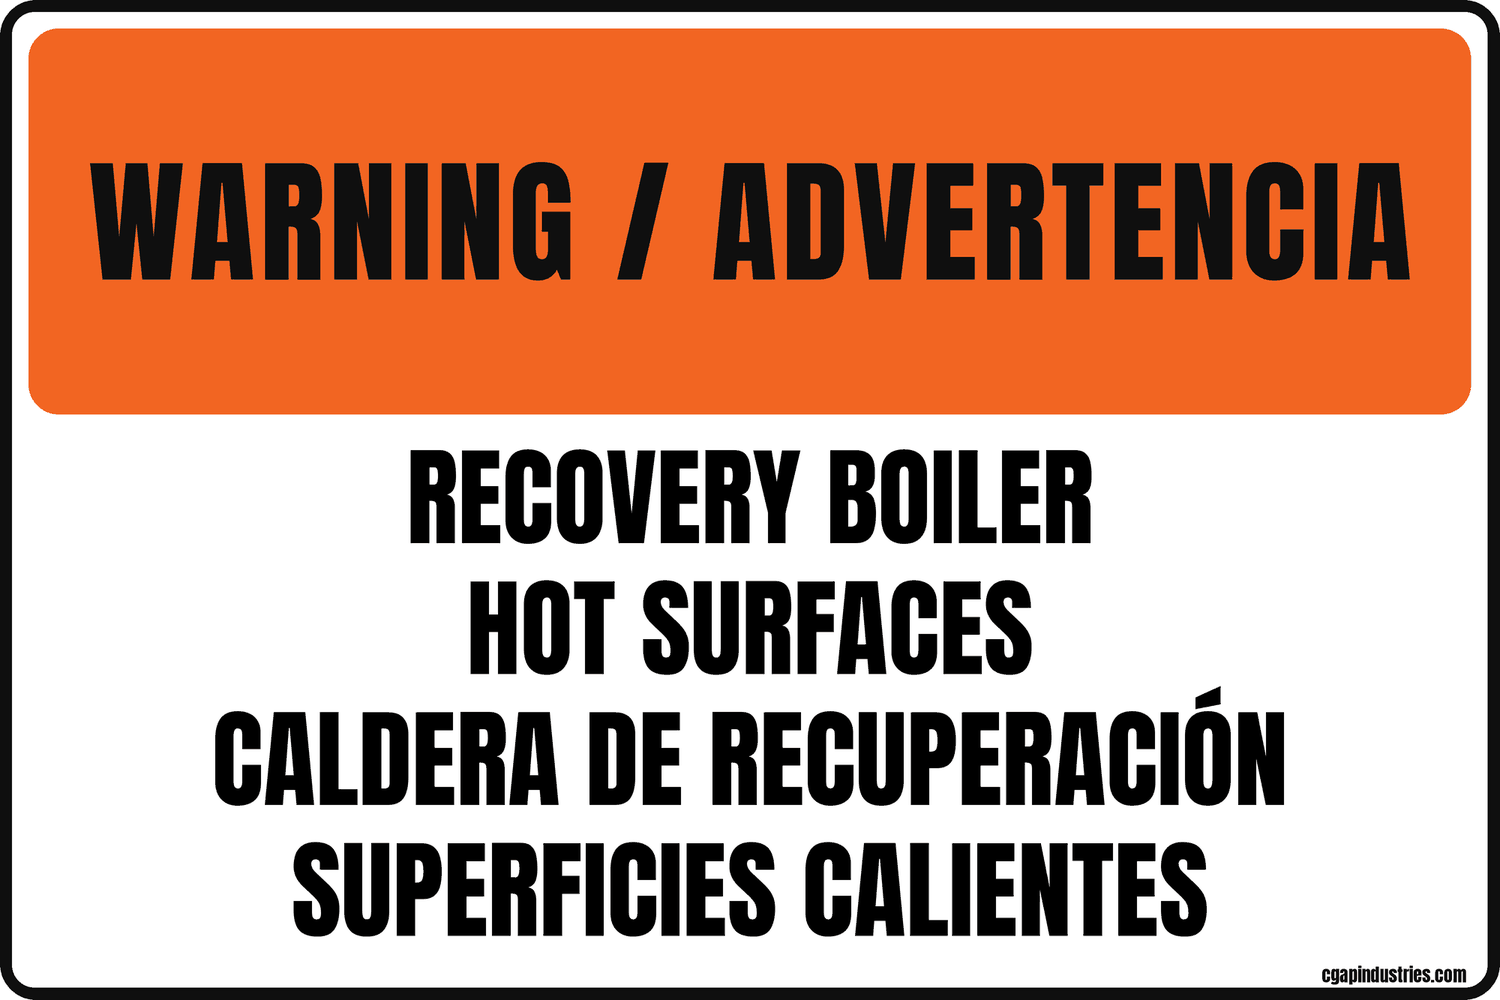 WARNING / ADVERTENCIA
RECOVERY BOILER
HOT SURFACES
CALDERA DE RECUPERACIÓN
SUPERFICIES CALIENTES
cgapindustries.com